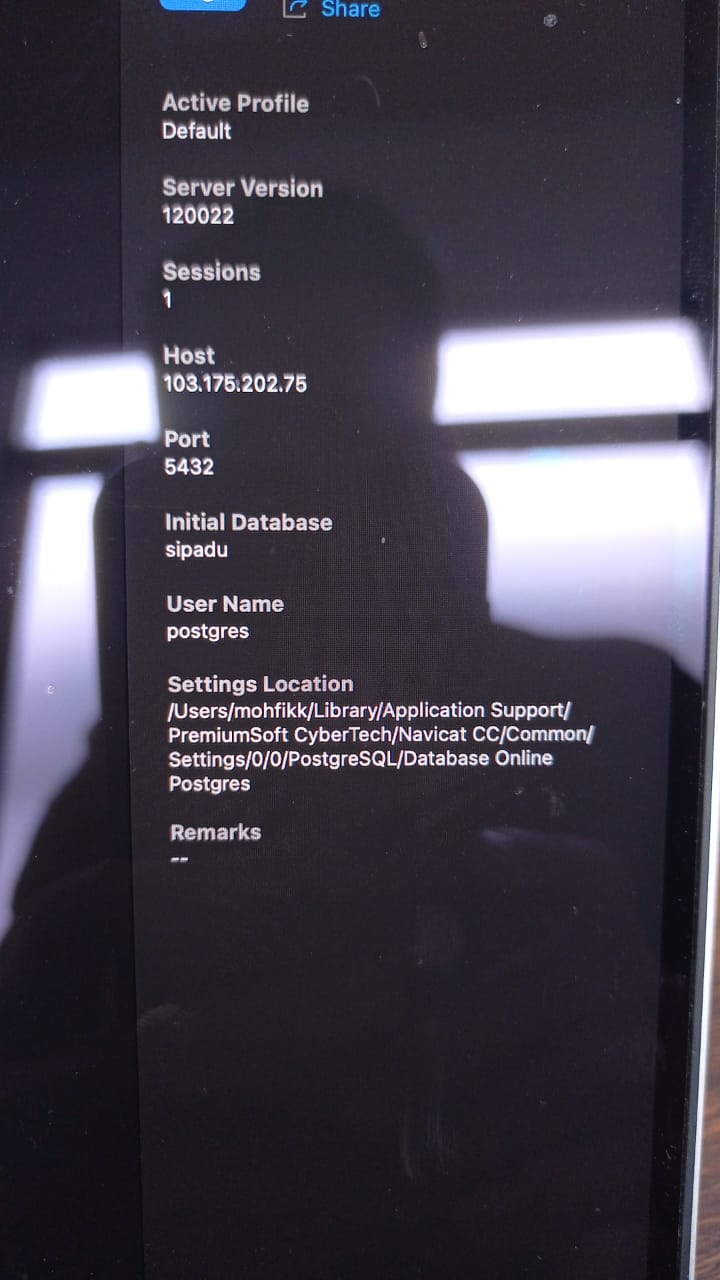 Share
Active Profile
Default
Server Version
120022
Sessions
1
Host
103.175.202.75
Port
5432
Initial Database
sipadu
User Name
postgres
Settings Location
/Users/mohfikk/Library/Application Support/
PremiumSoft CyberTech/Navicat CC/Common/
Settings/0/0/PostgreSQL/Database Online
Postgres
Remarks
--